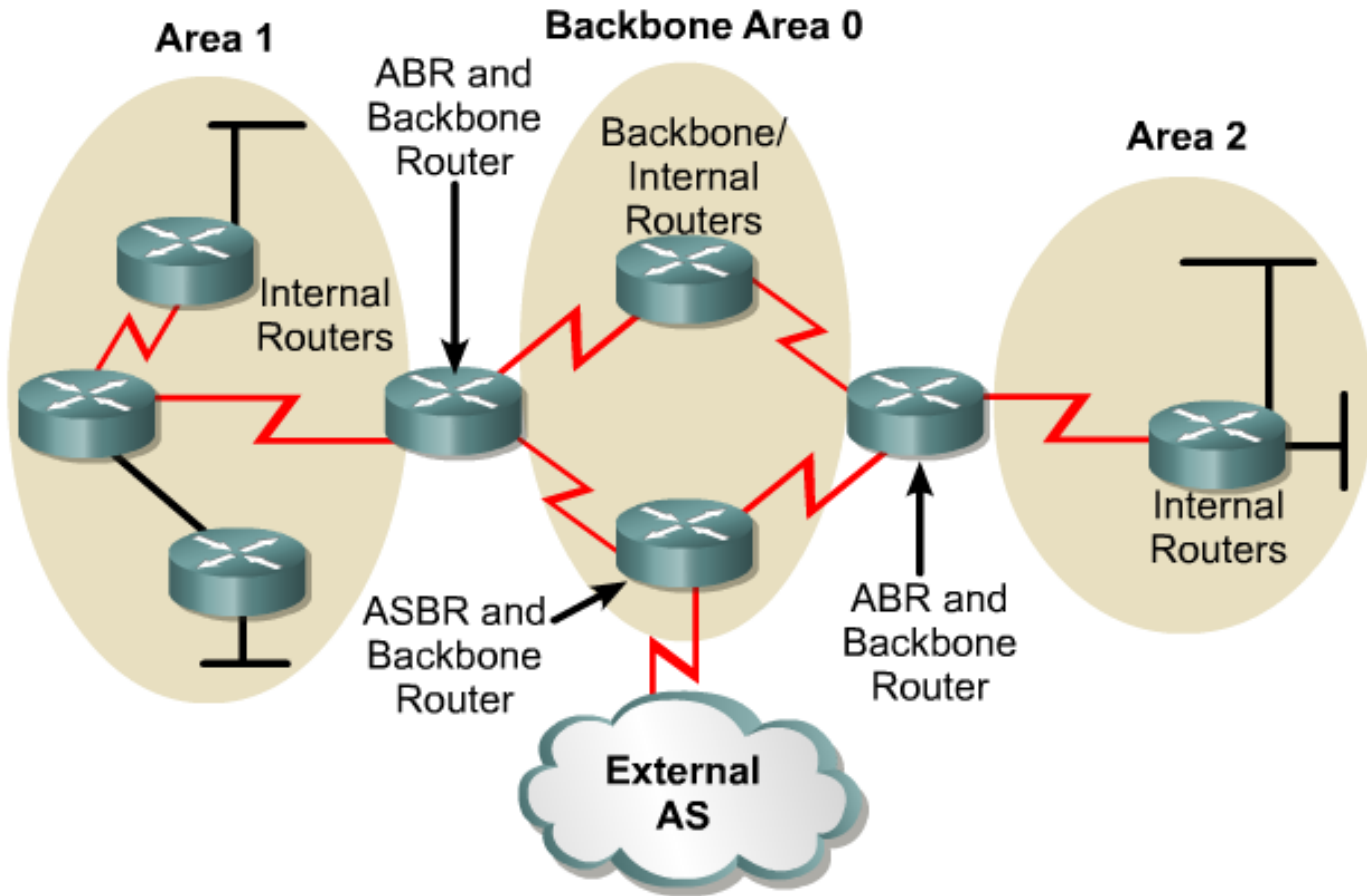 Area 1
Backbone Area 0
ABR and
Backbone
Router
Backbone/
Internal
Routers
Area 2
Internal
Routers
Internal
Routers
ASBR and
Backbone
Router
ABR and
Backbone
Router
External
AS